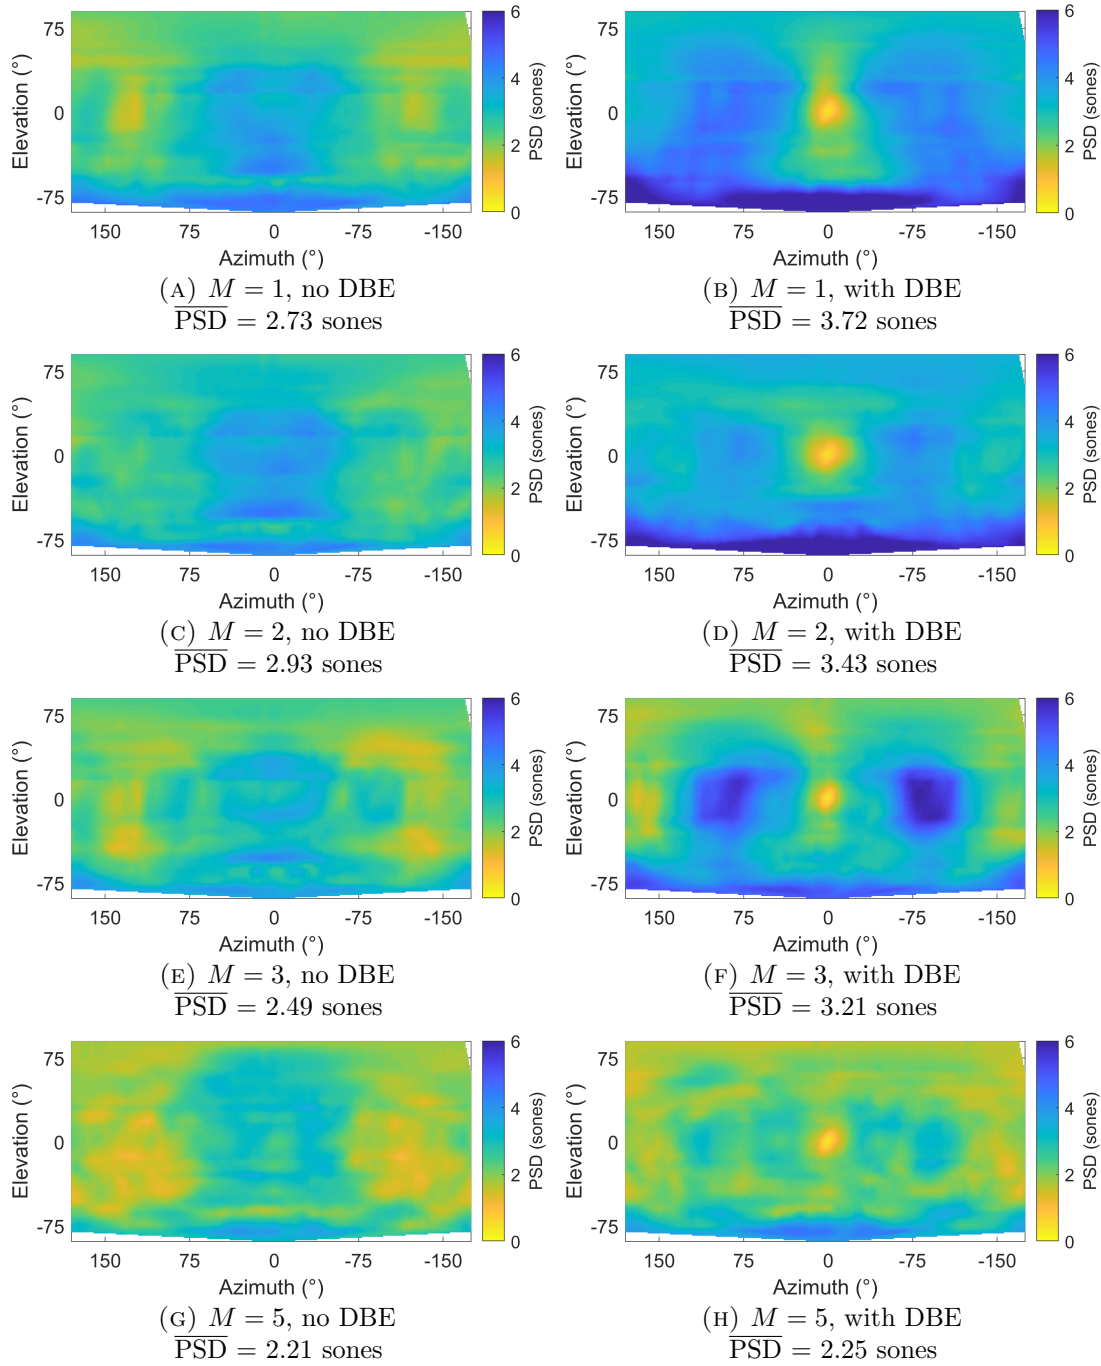 75
0
-75
Elevation (°)
150 75 0 -75 -150
Azimuth (°)
6
4
2
0
PSD (sones)
(A) M = 1, no DBE
PSD = 2.73 sones
75
0
-75
Elevation (°)
150 75 0 -75 -150
Azimuth (°)
6
4
2
0
PSD (sones)
(B) M = 1, with DBE
PSD = 3.72 sones
75
0
-75
Elevation (°)
150 75 0 -75 -150
Azimuth (°)
6
4
2
0
PSD (sones)
(C) M = 2, no DBE
PSD = 2.93 sones
75
0
-75
Elevation (°)
150 75 0 -75 -150
Azimuth (°)
6
4
2
0
PSD (sones)
(D) M = 2, with DBE
PSD = 3.43 sones
75
0
-75
Elevation (°)
150 75 0 -75 -150
Azimuth (°)
6
4
2
0
PSD (sones)
(E) M = 3, no DBE
PSD = 2.49 sones
75
0
-75
Elevation (°)
150 75 0 -75 -150
Azimuth (°)
6
4
2
0
PSD (sones)
(F) M = 3, with DBE
PSD = 3.21 sones
75
0
-75
Elevation (°)
150 75 0 -75 -150
Azimuth (°)
6
4
2
0
PSD (sones)
(G) M = 5, no DBE
PSD = 2.21 sones
75
0
-75
Elevation (°)
150 75 0 -75 -150
Azimuth (°)
6
4
2
0
PSD (sones)
(H) M = 5, with DBE
PSD = 2.25 sones